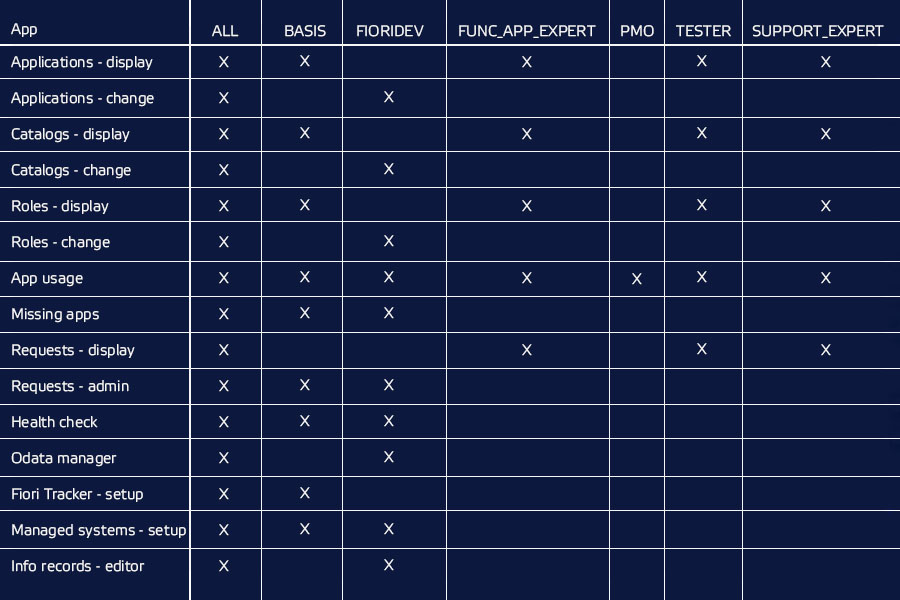 App ALL BASIS FIORIDEV FUNC_APP_EXPERT PMO TESTER SUPPORT_EXPERT
Applications - display X X X X X
Applications - change X X
Catalogs - display X X X X X
Catalogs - change X X
Roles - display X X X X X
Roles - change X X
App usage X X X X X X X
Missing apps X X X
Requests - display X X X X
Requests - admin X X X
Health check X X X
Odata manager X X
Fiori Tracker - setup X X
Managed systems - setup X X X
Info records - editor X X